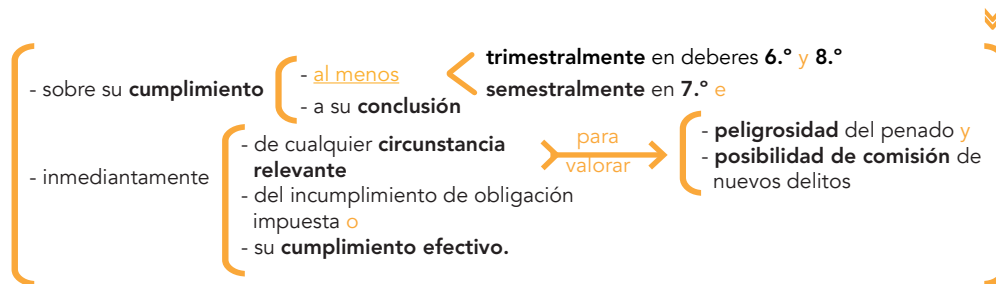 - sobre su cumplimiento
- al menos
trimestralmente en deberes 6.º y 8.º
semestralmente en 7.º e
- a su conclusión
- inmediantamente
- de cualquier circunstancia
relevante
- del incumplimiento de obligación
impuesta o
- su cumplimiento efectivo.
para
valorar
- peligrosidad del penado y
- posibilidad de comisión de
nuevos delitos